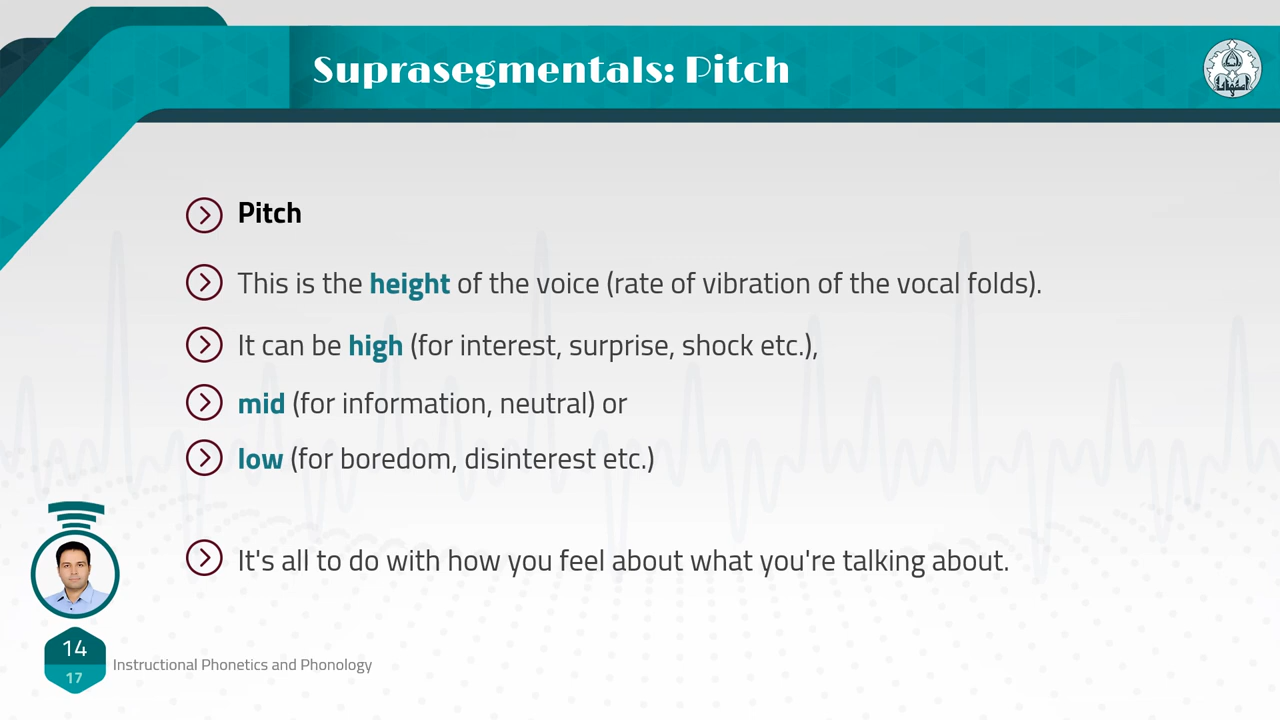 Suprasegmentals: Pitch
Pitch
This is the height of the voice (rate of vibration of the vocal folds).
It can be high (for interest, surprise, shock etc.),
mid (for information, neutral) or
low (for boredom, disinterest etc.)
It's all to do with how you feel about what you're talking about.
14
17
Instructional Phonetics and Phonology